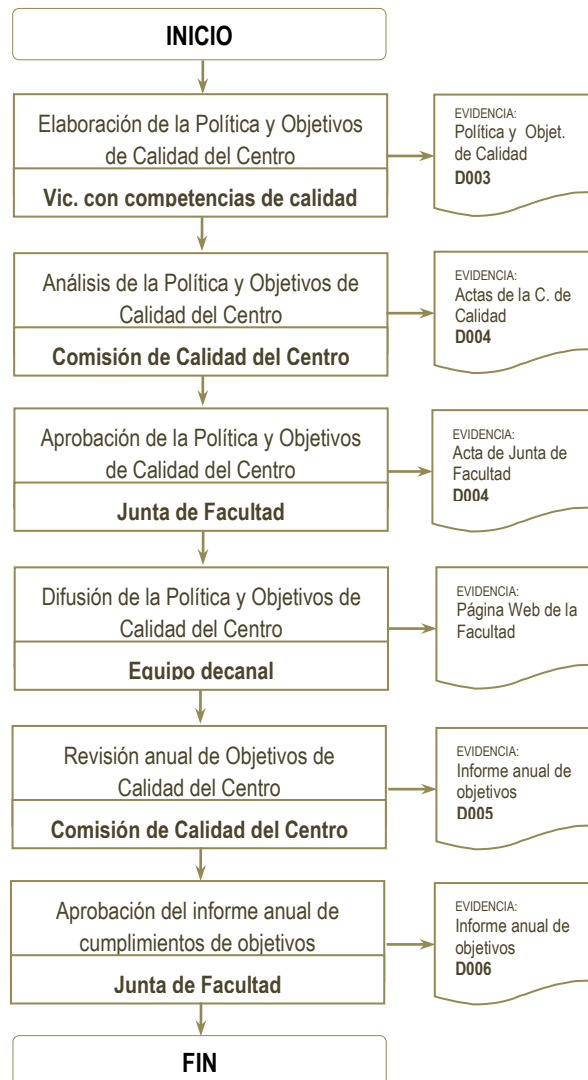 INICIO
Elaboración de la Política y Objetivos
de Calidad del Centro
Vic. con competencias de calidad
EVIDENCIA:
Política y Objet.
de Calidad
D003
Análisis de la Política y Objetivos de
Calidad del Centro
Comisión de Calidad del Centro
EVIDENCIA:
Actas de la C. de
Calidad
D004
Aprobación de la Política y Objetivos
de Calidad del Centro
Junta de Facultad
EVIDENCIA:
Acta de Junta de
Facultad
D004
Difusión de la Política y Objetivos de
Calidad del Centro
Equipo decanal
EVIDENCIA:
Página Web de la
Facultad
Revisión anual de Objetivos de
Calidad del Centro
Comisión de Calidad del Centro
EVIDENCIA:
Informe anual de
objetivos
D005
Aprobación del informe anual de
cumplimientos de objetivos
Junta de Facultad
EVIDENCIA:
Informe anual de
objetivos
D006
FIN